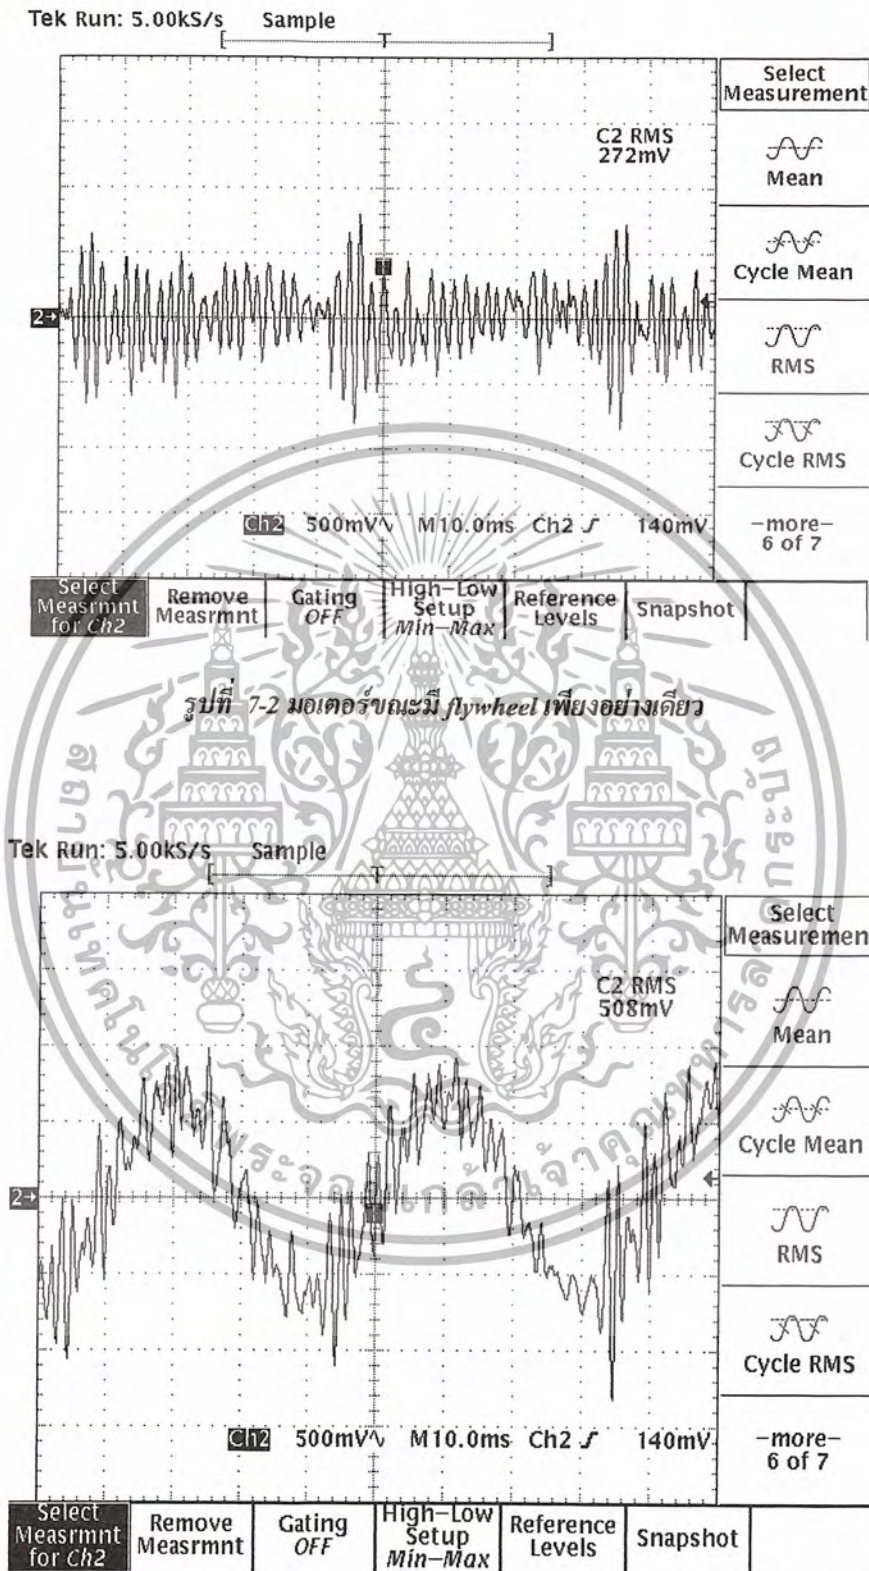 Tek Run: 5.00kS/s Sample
Select
Measurement
C2 RMS
272mV
Mean
Cycle Mean
2→
RMS
Cycle RMS
Ch2 500mV∿ M10.0ms Ch2 ∫ 140mV
-more-
6 of 7
Select
Measrmnt
for Ch2
Remove
Measrmnt
Gating
OFF
High-Low
Setup
Min-Max
Reference
Levels
Snapshot
รูปที่ 7-2 มอเตอร์ขณะมี flywheel เพียงอย่างเดียว
Tek Run: 5.00kS/s Sample
Select
Measuremen
C2 RMS
508mV
Mean
Cycle Mean
2→
RMS
Cycle RMS
Ch2 500mV∿ M10.0ms Ch2 ∫ 140mV
-more-
6 of 7
Select
Measrmnt
for Ch2
Remove
Measrmnt
Gating
OFF
High-Low
Setup
Min-Max
Reference
Levels
Snapshot